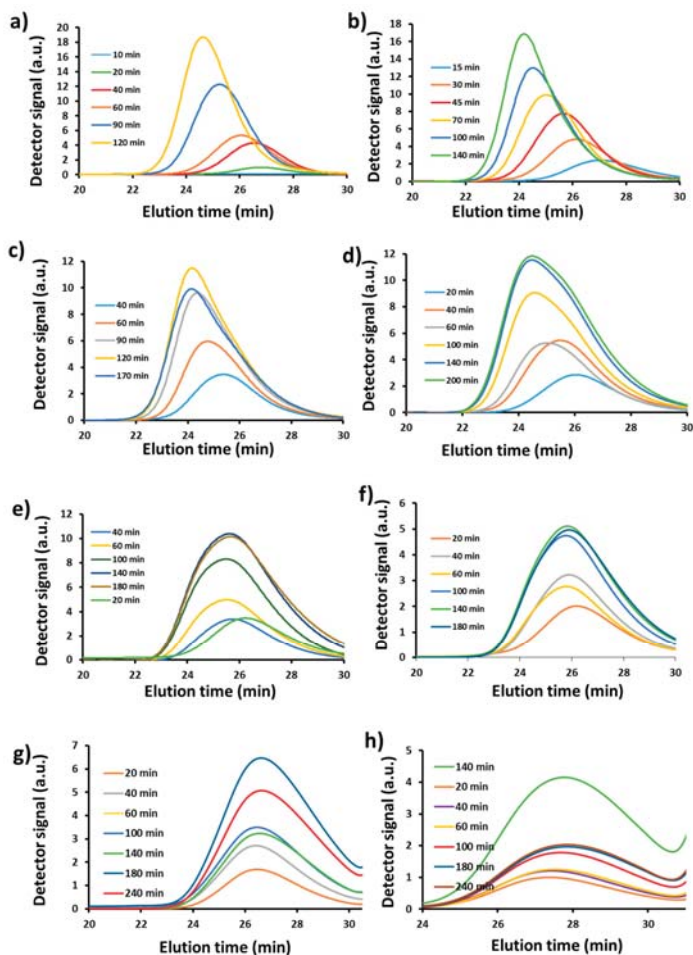 a)
Detector signal (a.u.)
20
18
16
14
12
10
8
6
4
2
0
10 min
20 min
40 min
60 min
90 min
120 min
20 22 24 26 28 30
Elution time (min)
b)
Detector signal (a.u.)
18
16
14
12
10
8
6
4
2
0
15 min
30 min
45 min
70 min
100 min
140 min
20 22 24 26 28 30
Elution time (min)
c)
Detector signal (a.u.)
12
10
8
6
4
2
0
40 min
60 min
90 min
120 min
170 min
20 22 24 26 28 30
Elution time (min)
d)
Detector signal (a.u.)
12
10
8
6
4
2
0
20 min
40 min
60 min
100 min
140 min
200 min
20 22 24 26 28 30
Elution time (min)
e)
Detector signal (a.u.)
12
10
8
6
4
2
0
40 min
60 min
100 min
140 min
180 min
20 min
20 22 24 26 28 30
Elution time (min)
f)
Detector signal (a.u.)
6
5
4
3
2
1
0
20 min
40 min
60 min
100 min
140 min
180 min
20 22 24 26 28 30
Elution time (min)
g)
Detector signal (a.u.)
7
6
5
4
3
2
1
0
20 min
40 min
60 min
100 min
140 min
180 min
240 min
20 22 24 26 28 30
Elution time (min)
h)
Detector signal (a.u.)
5
4
3
2
1
0
140 min
20 min
40 min
60 min
100 min
180 min
240 min
24 26 28 30
Elution time (min)